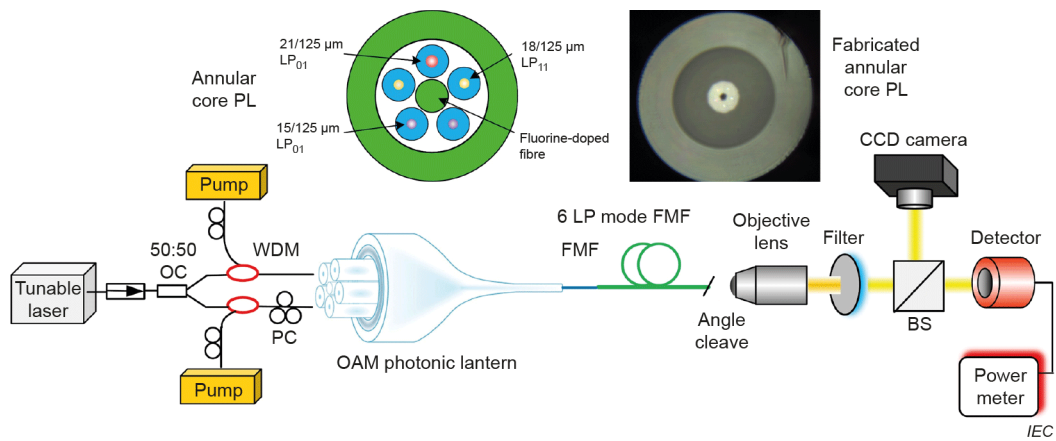 21/125 µm
LP01
18/125 µm
LP11
Annular
core PL
15/125 µm
LP01
Fluorine-doped
fibre
Fabricated
annular
core PL
CCD camera
Pump
50:50
OC
WDM
6 LP mode FMF
FMF
Objective
lens
Filter
Detector
Tunable
laser
PC
OAM photonic lantern
Angle
cleave
BS
Pump
Power
meter
IEC